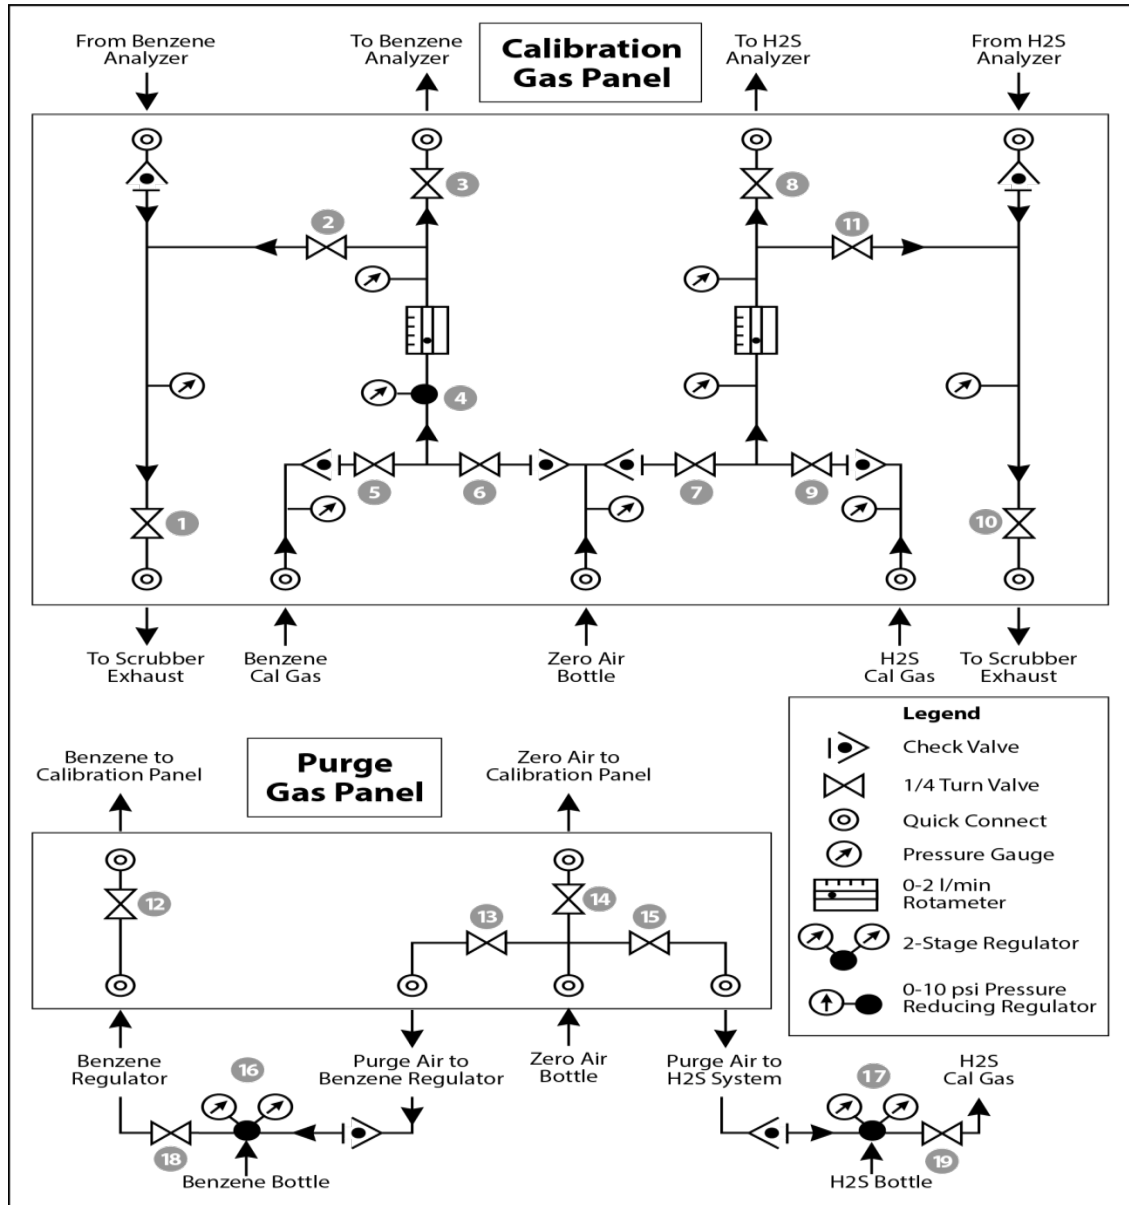 From Benzene
Analyzer
To Benzene
Analyzer
Calibration
Gas Panel
To H2S
Analyzer
From H2S
Analyzer
3
8
2
11
4
5
6
7
9
1
10
To Scrubber
Exhaust
Benzene
Cal Gas
Zero Air
Bottle
H2S
Cal Gas
To Scrubber
Exhaust
Legend
Check Valve
1/4 Turn Valve
Quick Connect
Pressure Gauge
0-2 l/min
Rotameter
2-Stage Regulator
0-10 psi Pressure
Reducing Regulator
Benzene to
Calibration Panel
Purge
Gas Panel
Zero Air to
Calibration Panel
12
13
14
15
Benzene
Regulator
16
Purge Air to
Benzene Regulator
Zero Air
Bottle
Purge Air to
H2S System
17
H2S
Cal Gas
18
Benzene Bottle
19
H2S Bottle